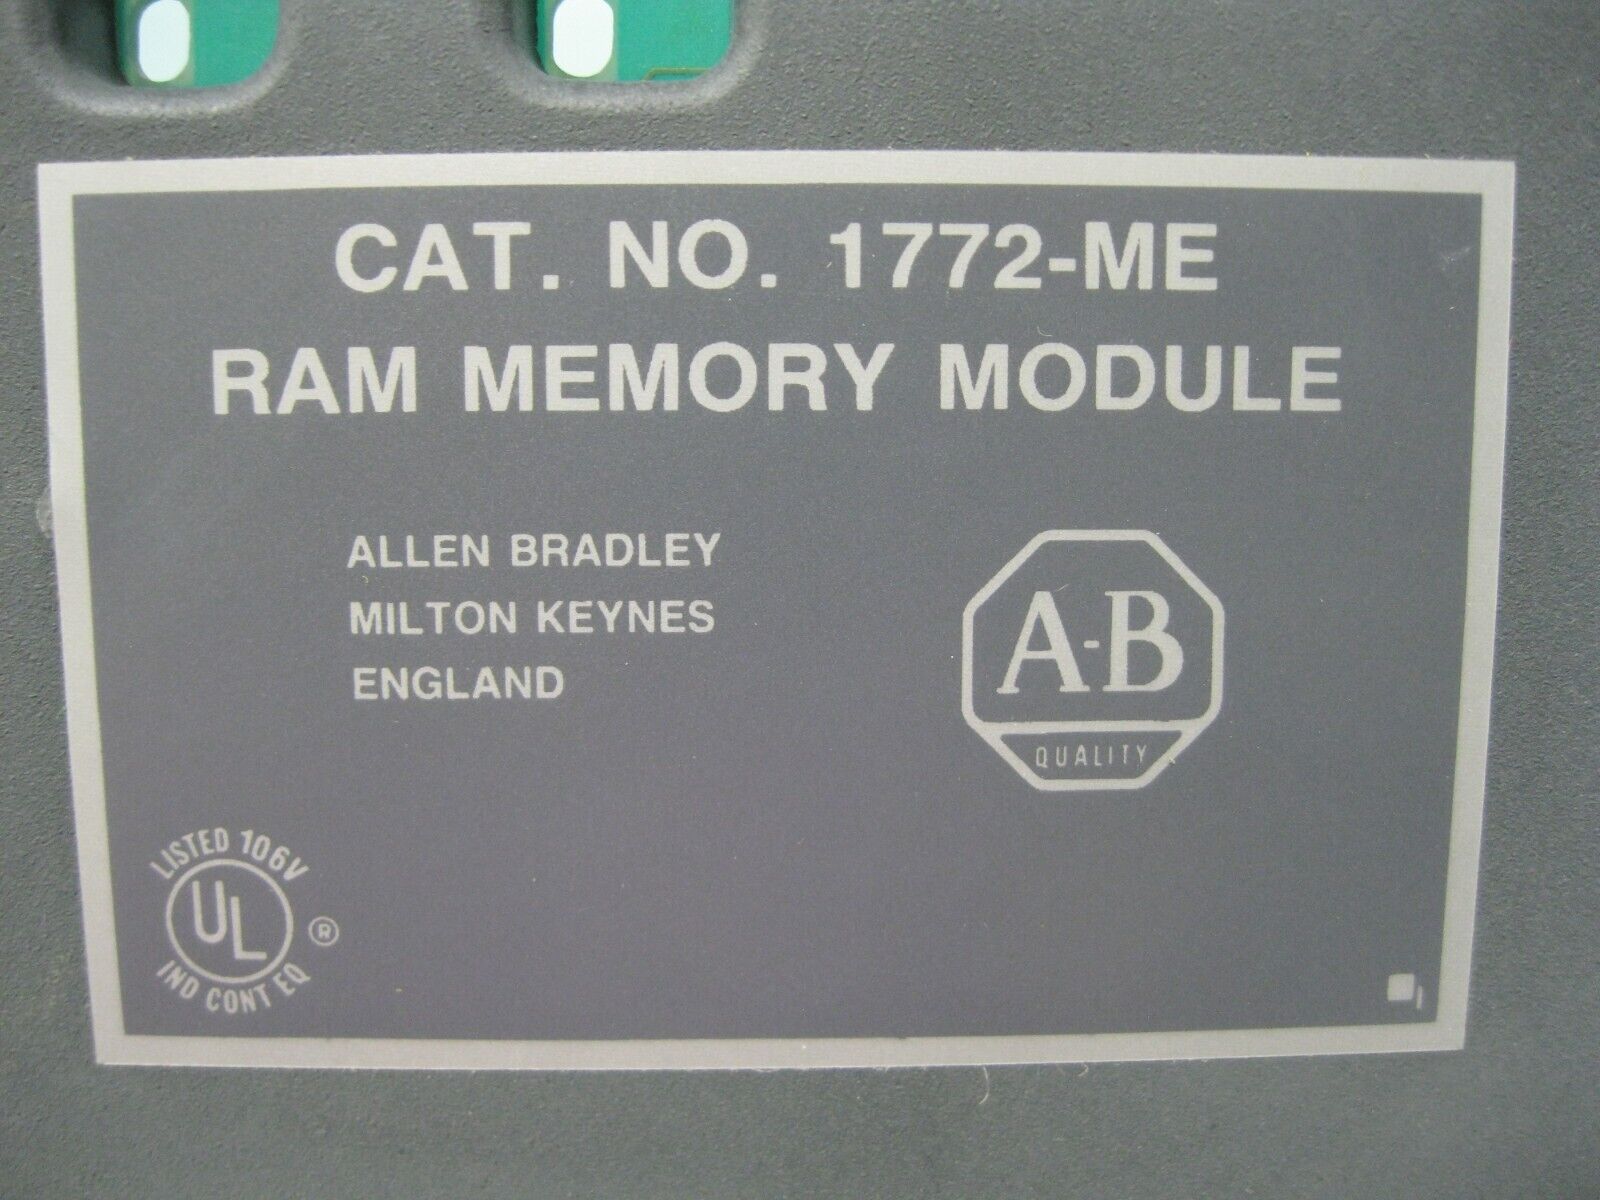 CAT. NO. 1772-ME
RAM MEMORY MODULE
ALLEN BRADLEY
MILTON KEYNES
ENGLAND
A-B
QUALITY
LISTED 106V
UL ®
IND CONT EQ